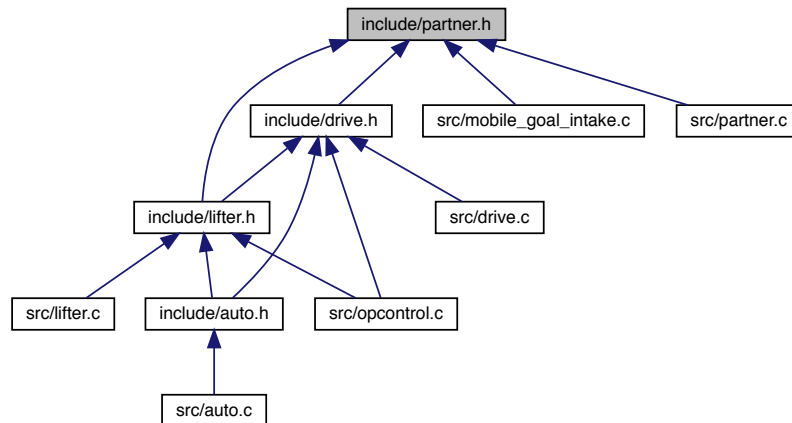 include/partner.h
include/drive.h
src/mobile_goal_intake.c
src/partner.c
include/lifter.h
src/drive.c
src/lifter.c
include/auto.h
src/opcontrol.c
src/auto.c